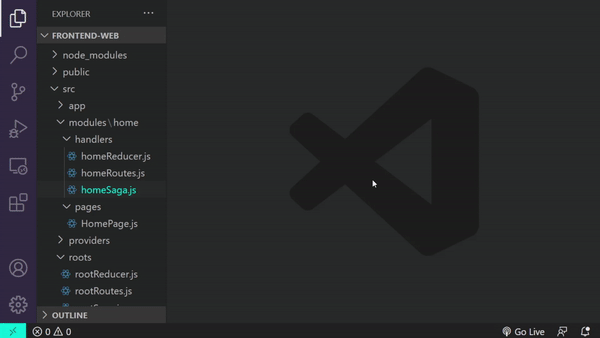 EXPLORER
FRONTEND-WEB
node_modules
public
src
app
modules \ home
handlers
homeReducer.js
homeRoutes.js
homeSaga.js
pages
HomePage.js
providers
roots
rootReducer.js
rootRoutes.js
OUTLINE
0 0 Go Live